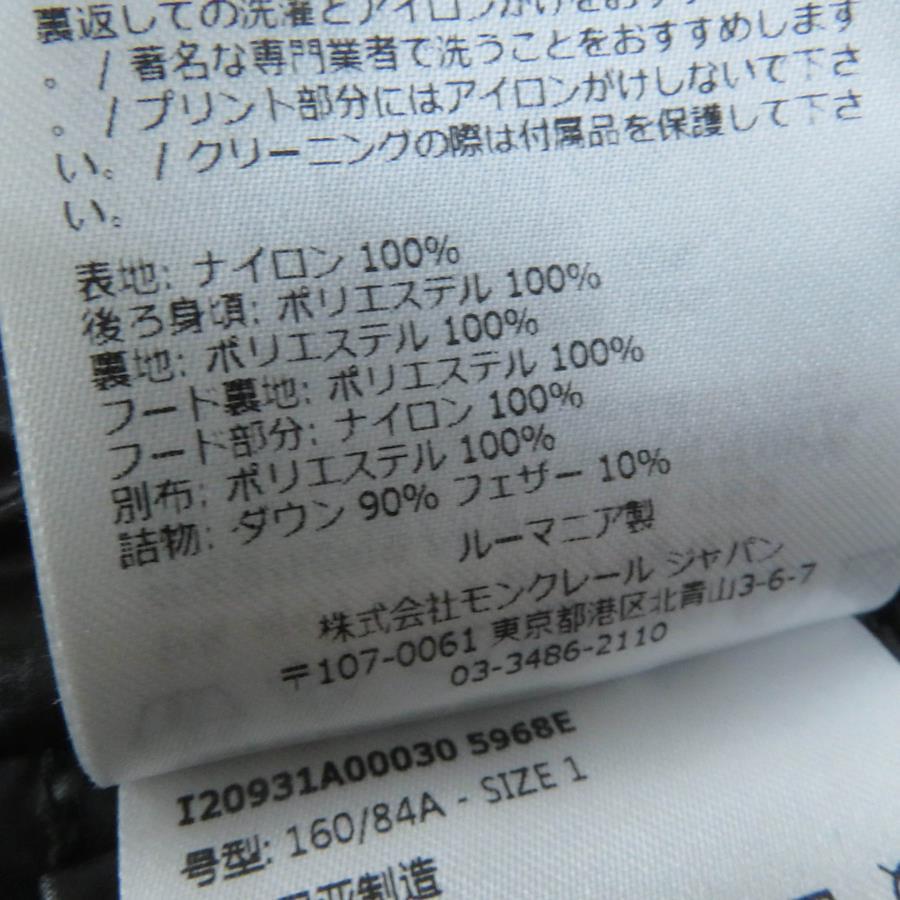 裏返しての洗濯とアイロンがけをおすす
。 / 著名な専門業者で洗うことをおすすめします
。 / プリント部分にはアイロンがけしないで下さ
い。 / クリーニングの際は付属品を保護して下さ
い。
表地: ナイロン 100%
後ろ身頃: ポリエステル 100%
裏地: ポリエステル 100%
フード裏地: ポリエステル 100%
フード部分: ナイロン 100%
別布: ポリエステル 100%
詰物: ダウン 90% フェザー 10%
ルーマニア製
株式会社モンクレール ジャパン
〒107-0061 東京都港区北青山3-6-7
03-3486-2110
I20931A00030 5968E
号型: 160/84A - SIZE 1
尼亚制造